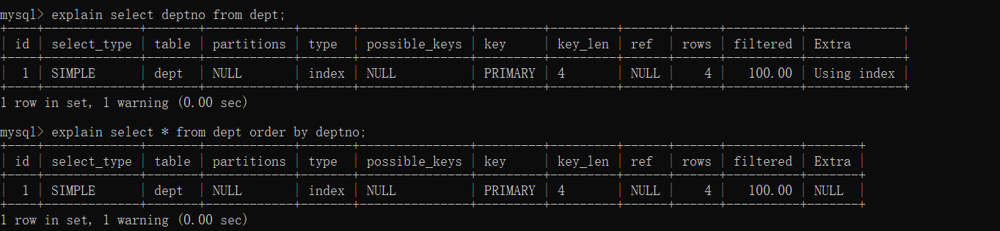 mysql> explain select deptno from dept;
+----+-------------+-------+------------+-------+---------------+---------+---------+------+------+----------+-------------+
| id | select_type | table | partitions | type  | possible_keys | key     | key_len | ref  | rows | filtered | Extra       |
+----+-------------+-------+------------+-------+---------------+---------+---------+------+------+----------+-------------+
|  1 | SIMPLE      | dept  | NULL       | index | NULL          | PRIMARY | 4       | NULL |    4 |   100.00 | Using index |
+----+-------------+-------+------------+-------+---------------+---------+---------+------+------+----------+-------------+
1 row in set, 1 warning (0.00 sec)
mysql> explain select * from dept order by deptno;
+----+-------------+-------+------------+-------+---------------+---------+---------+------+------+----------+-------+
| id | select_type | table | partitions | type  | possible_keys | key     | key_len | ref  | rows | filtered | Extra |
+----+-------------+-------+------------+-------+---------------+---------+---------+------+------+----------+-------+
|  1 | SIMPLE      | dept  | NULL       | index | NULL          | PRIMARY | 4       | NULL |    4 |   100.00 | NULL  |
+----+-------------+-------+------------+-------+---------------+---------+---------+------+------+----------+-------+
1 row in set, 1 warning (0.00 sec)